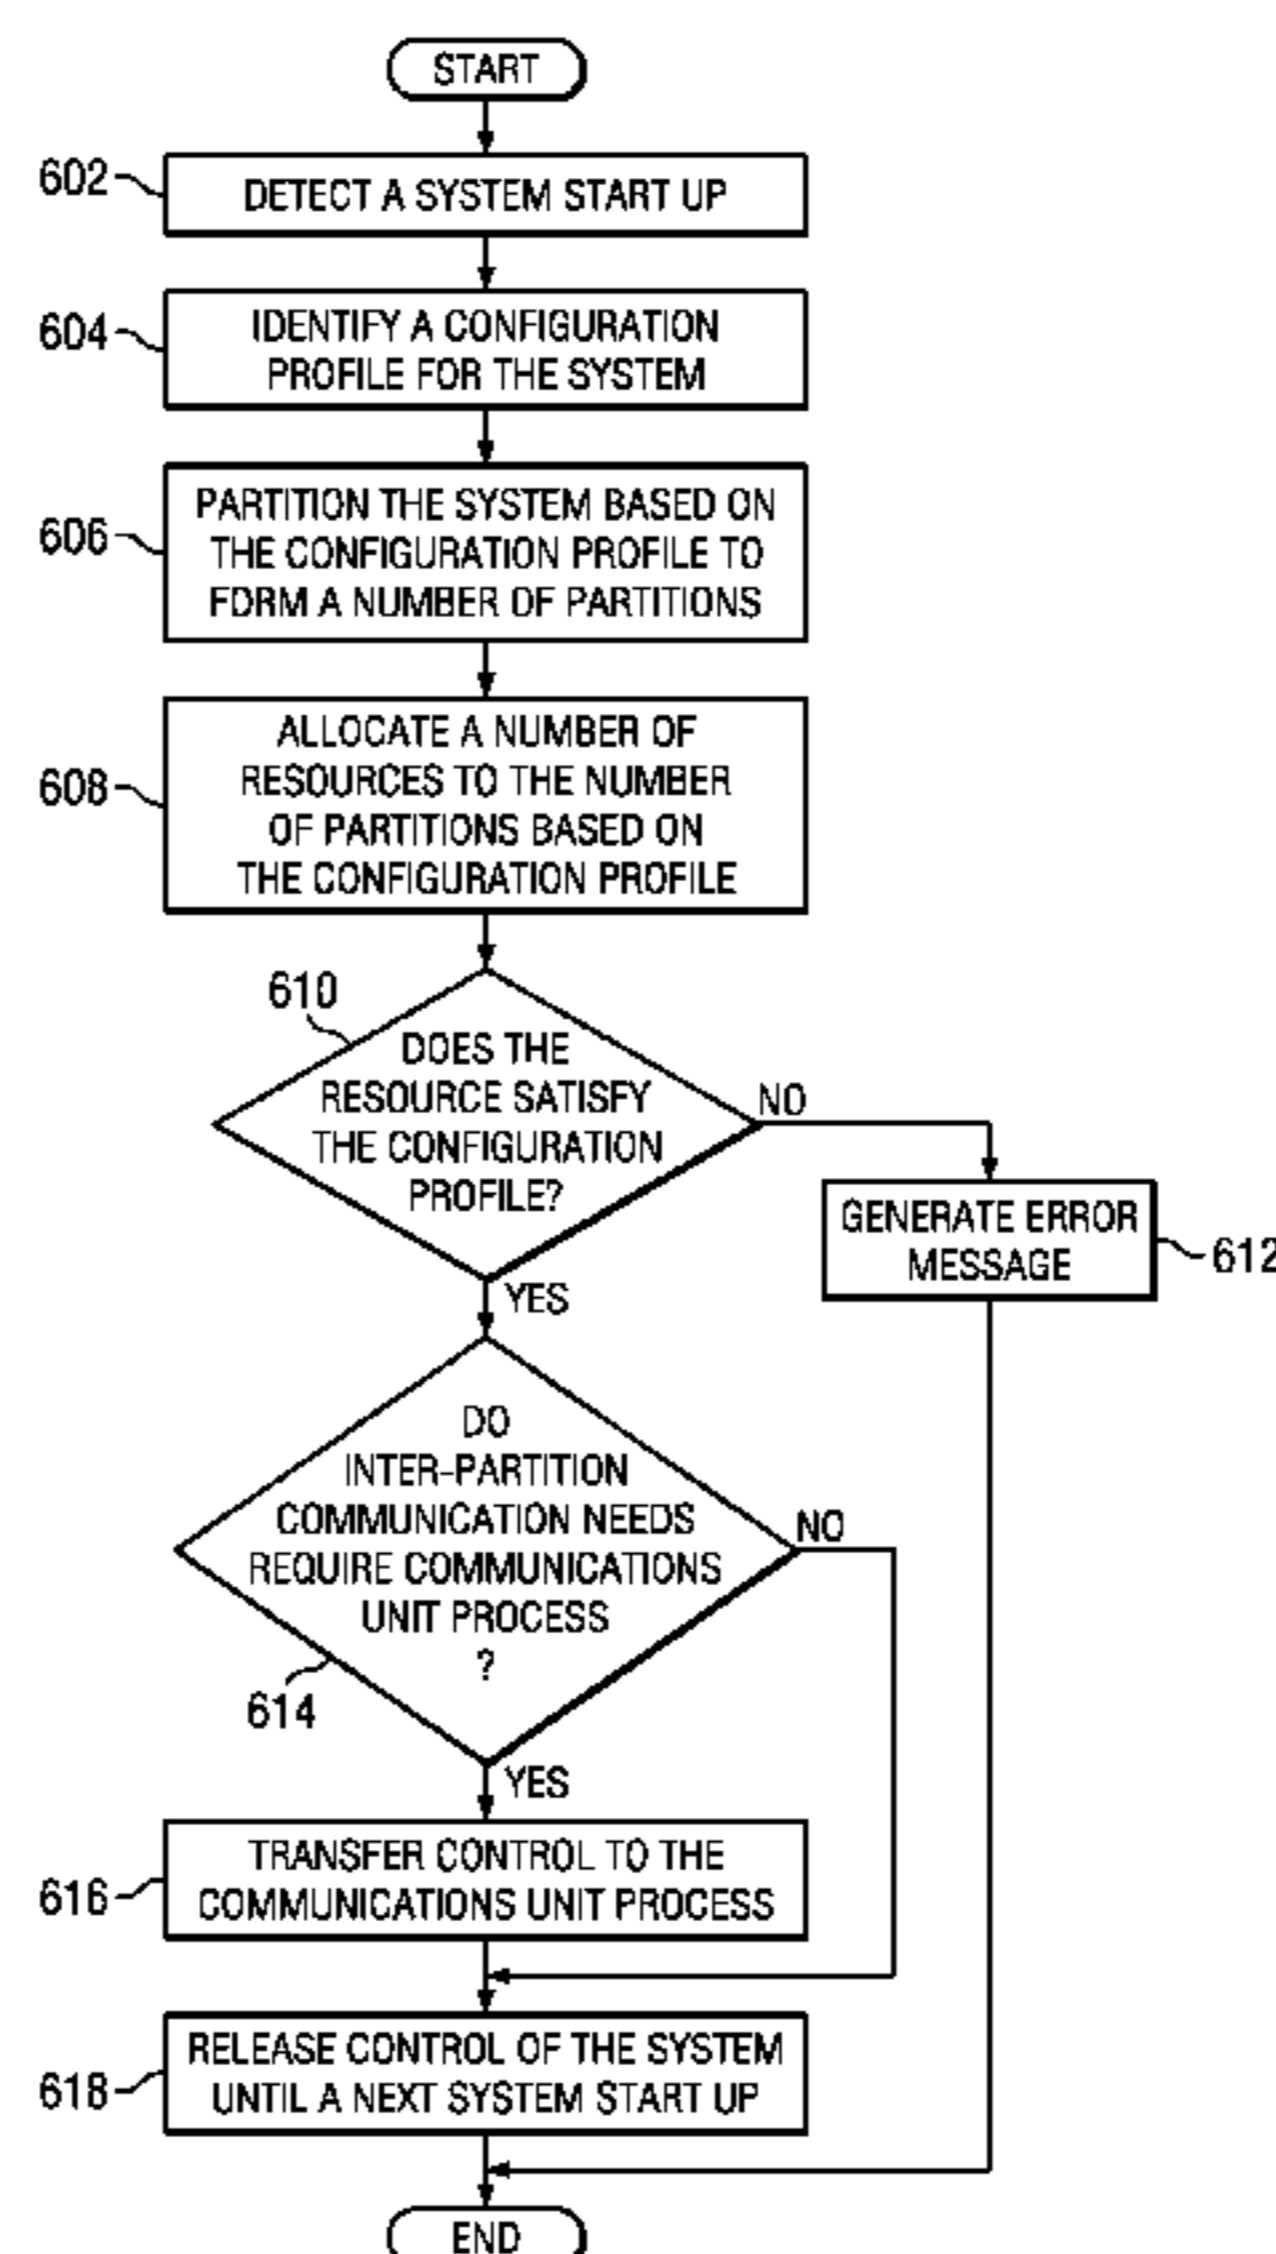 START
602
DETECT A SYSTEM START UP
604
IDENTIFY A CONFIGURATION
PROFILE FOR THE SYSTEM
606
PARTITION THE SYSTEM BASED ON
THE CONFIGURATION PROFILE TO
FORM A NUMBER OF PARTITIONS
608
ALLOCATE A NUMBER OF
RESOURCES TO THE NUMBER
OF PARTITIONS BASED ON
THE CONFIGURATION PROFILE
610
DOES THE
RESOURCE SATISFY
THE CONFIGURATION
PROFILE?
NO
GENERATE ERROR
MESSAGE
612
YES
DO
INTER-PARTITION
COMMUNICATION NEEDS
REQUIRE COMMUNICATIONS
UNIT PROCESS
?
NO
614
YES
616
TRANSFER CONTROL TO THE
COMMUNICATIONS UNIT PROCESS
618
RELEASE CONTROL OF THE SYSTEM
UNTIL A NEXT SYSTEM START UP
END